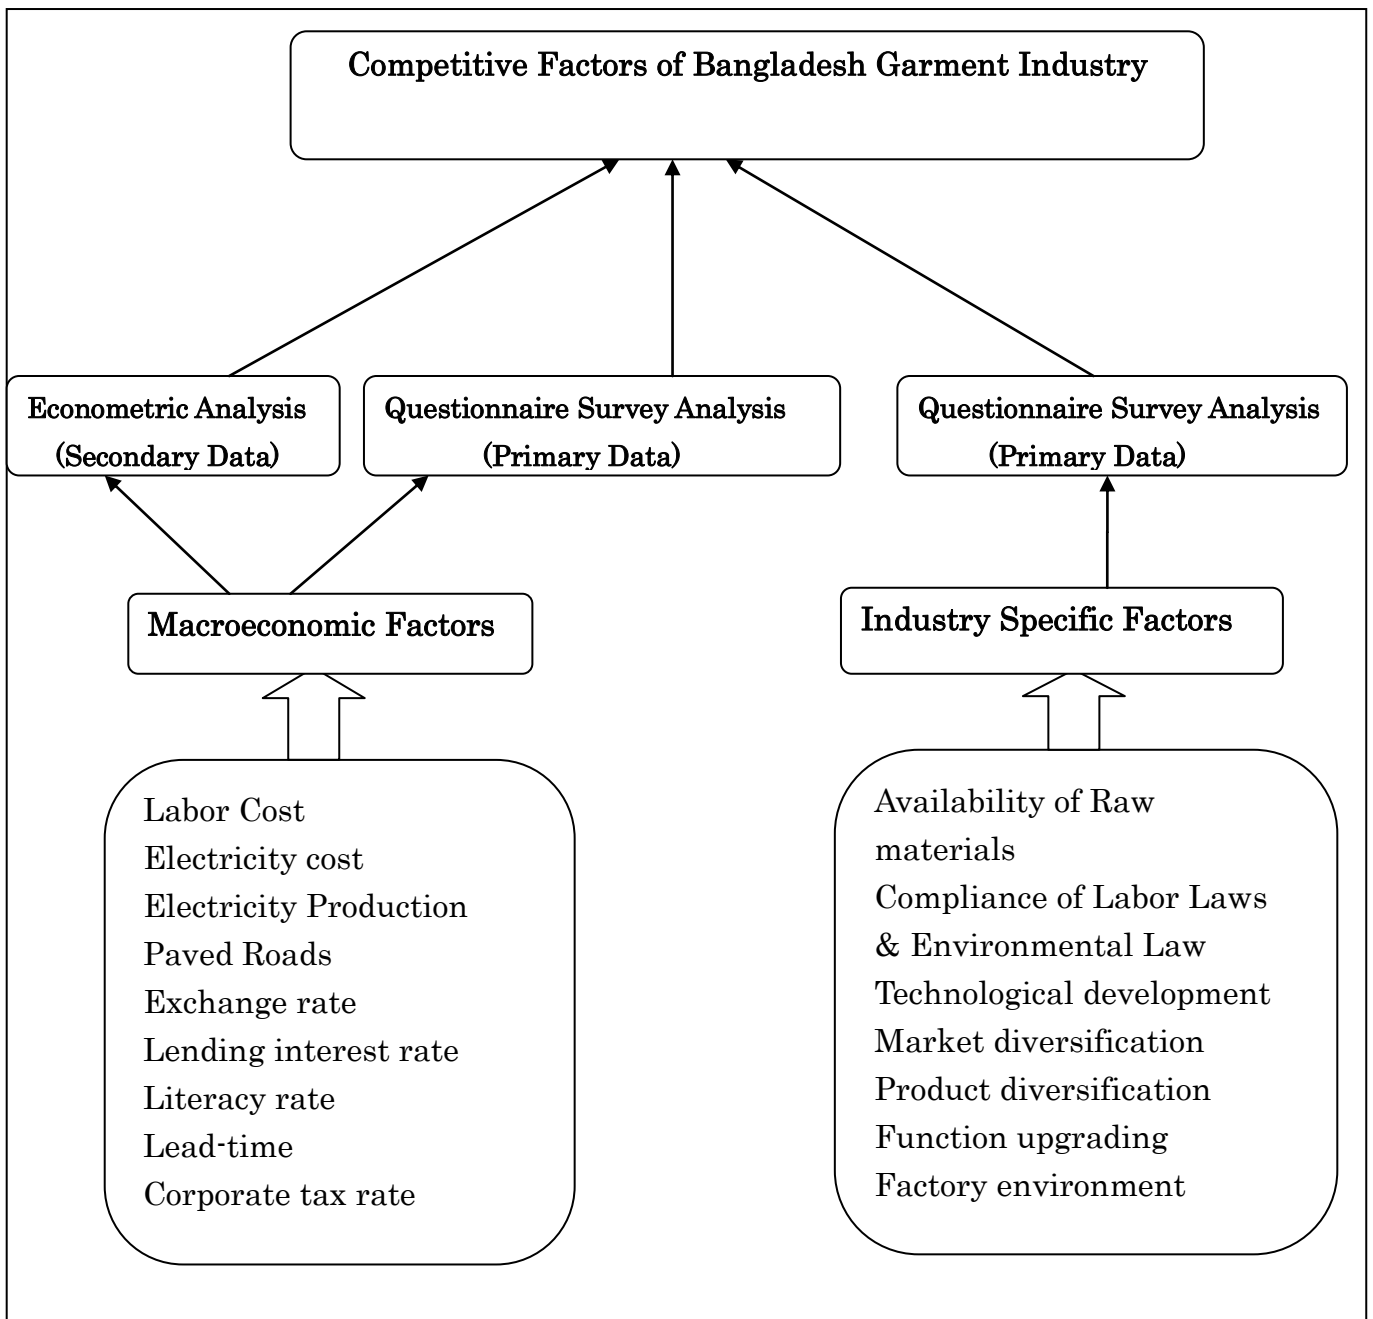 Competitive Factors of Bangladesh Garment Industry
Econometric Analysis
(Secondary Data)
Questionnaire Survey Analysis
(Primary Data)
Questionnaire Survey Analysis
(Primary Data)
Macroeconomic Factors
Industry Specific Factors
Labor Cost
Electricity cost
Electricity Production
Paved Roads
Exchange rate
Lending interest rate
Literacy rate
Lead-time
Corporate tax rate
Availability of Raw
materials
Compliance of Labor Laws
& Environmental Law
Technological development
Market diversification
Product diversification
Function upgrading
Factory environment